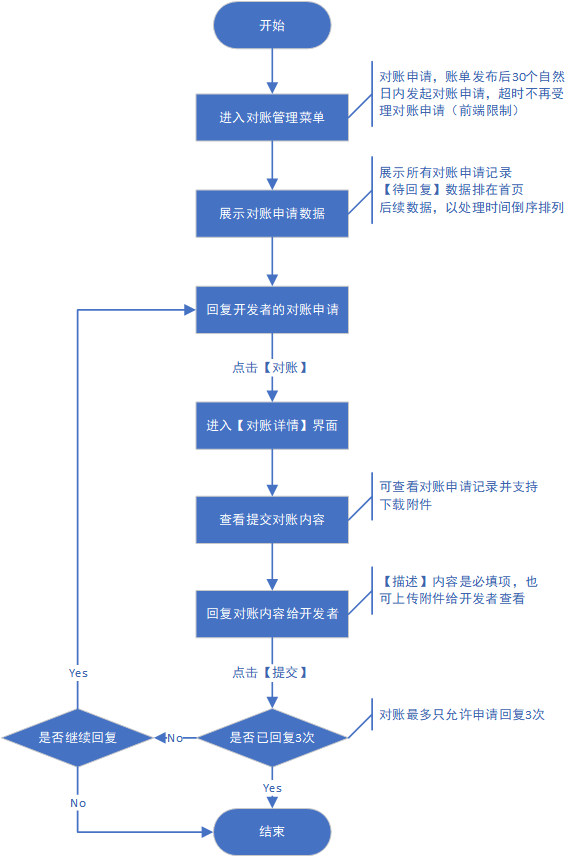 开始
进入对账管理菜单
对账申请，账单发布后30个自然
日内发起对账申请，超时不再受
理对账申请（前端限制）
展示对账申请数据
展示所有对账申请记录
【待回复】数据排在首页
后续数据，以处理时间倒序排列
回复开发者的对账申请
点击【对账】
进入【对账详情】界面
查看提交对账内容
可查看对账申请记录并支持
下载附件
回复对账内容给开发者
【描述】内容是必填项，也
可上传附件给开发者查看
点击【提交】
Yes
是否继续回复
No
是否已回复3次
对账最多只允许申请回复3次
No
Yes
结束